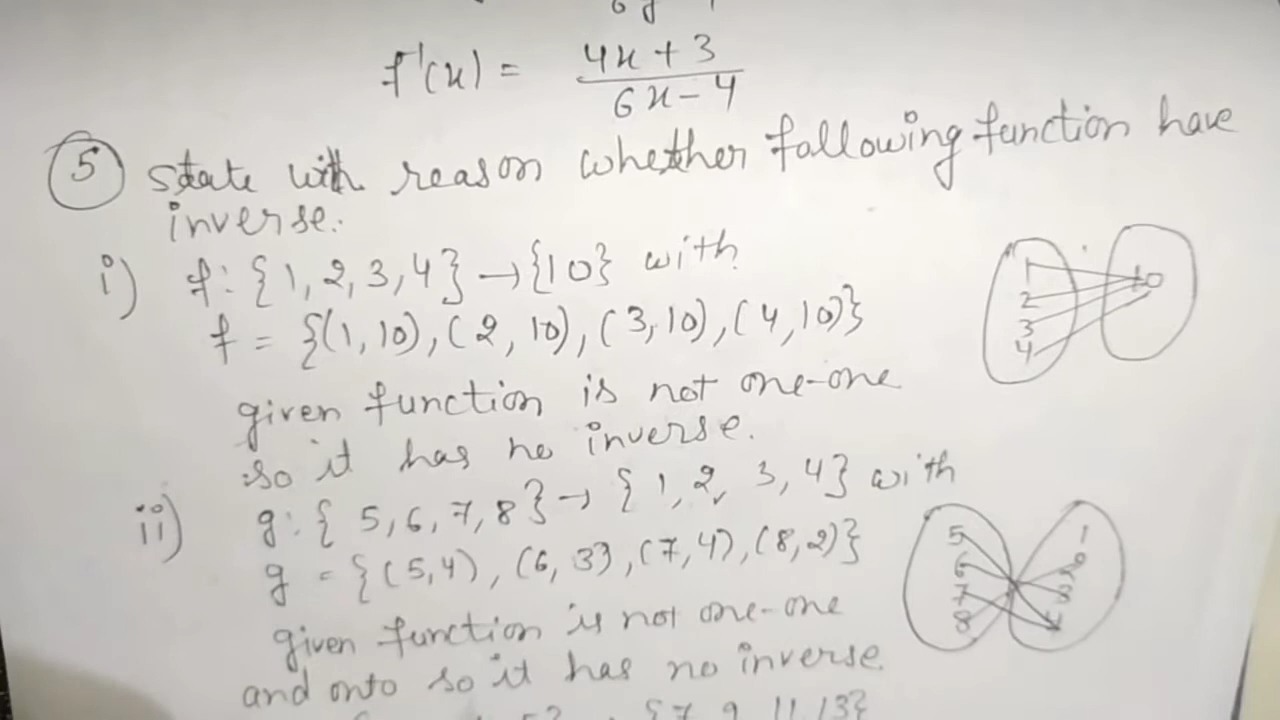 f⁻¹(x) = 4x + 3 / 6x - 4
5 state with reason whether following function have
inverse.
i) f: {1, 2, 3, 4} → {10} with
f = {(1, 10), (2, 10), (3, 10), (4, 10)}
1
2
3
4
10
given function is not one-one
so it has no inverse.
ii) g: {5, 6, 7, 8} → {1, 2, 3, 4} with
g = {(5,4), (6, 3), (7, 4), (8,2)}
5
6
7
8
1
3
given function is not one-one
and onto so it has no inverse.
{7, 9, 11, 13}